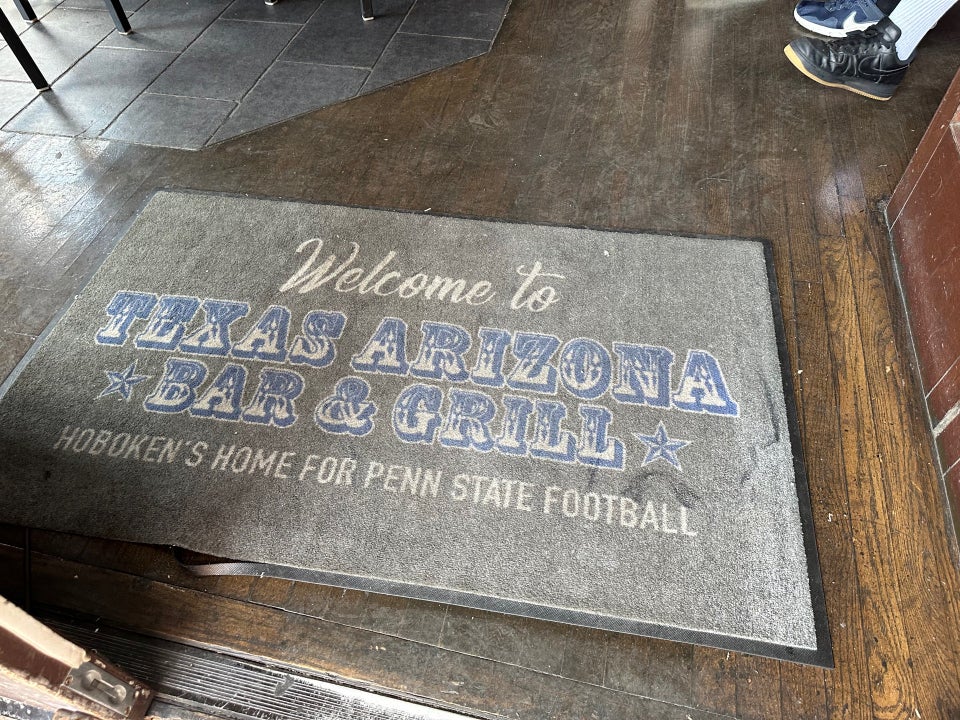 Welcome to
TEXAS ARIZONA
BAR & GRILL
HOBOKEN'S HOME FOR PENN STATE FOOTBALL